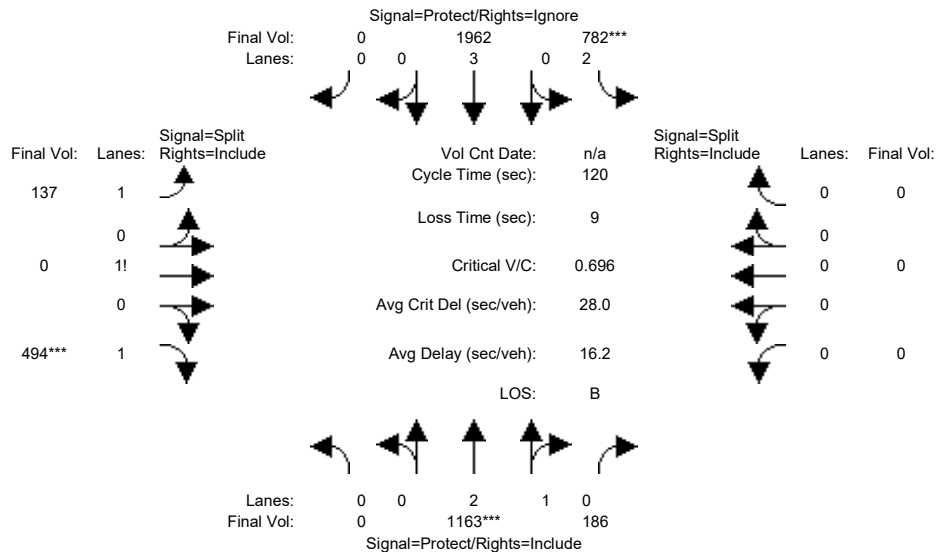 Signal=Protect/Rights=Ignore
Final Vol: 0 1962 782***
Lanes: 0 0 3 0 2
Signal=Split
Final Vol: Lanes: Rights=Include
Vol Cnt Date: n/a
Signal=Split
Rights=Include Lanes: Final Vol:
Cycle Time (sec): 120
137 1
0 0
Loss Time (sec): 9
0
0
0 1!
Critical V/C: 0.696
0 0
0
Avg Crit Del (sec/veh): 28.0
0
494*** 1
Avg Delay (sec/veh): 16.2
0 0
LOS: B
Lanes: 0 0 2 1 0
Final Vol: 0 1163*** 186
Signal=Protect/Rights=Include